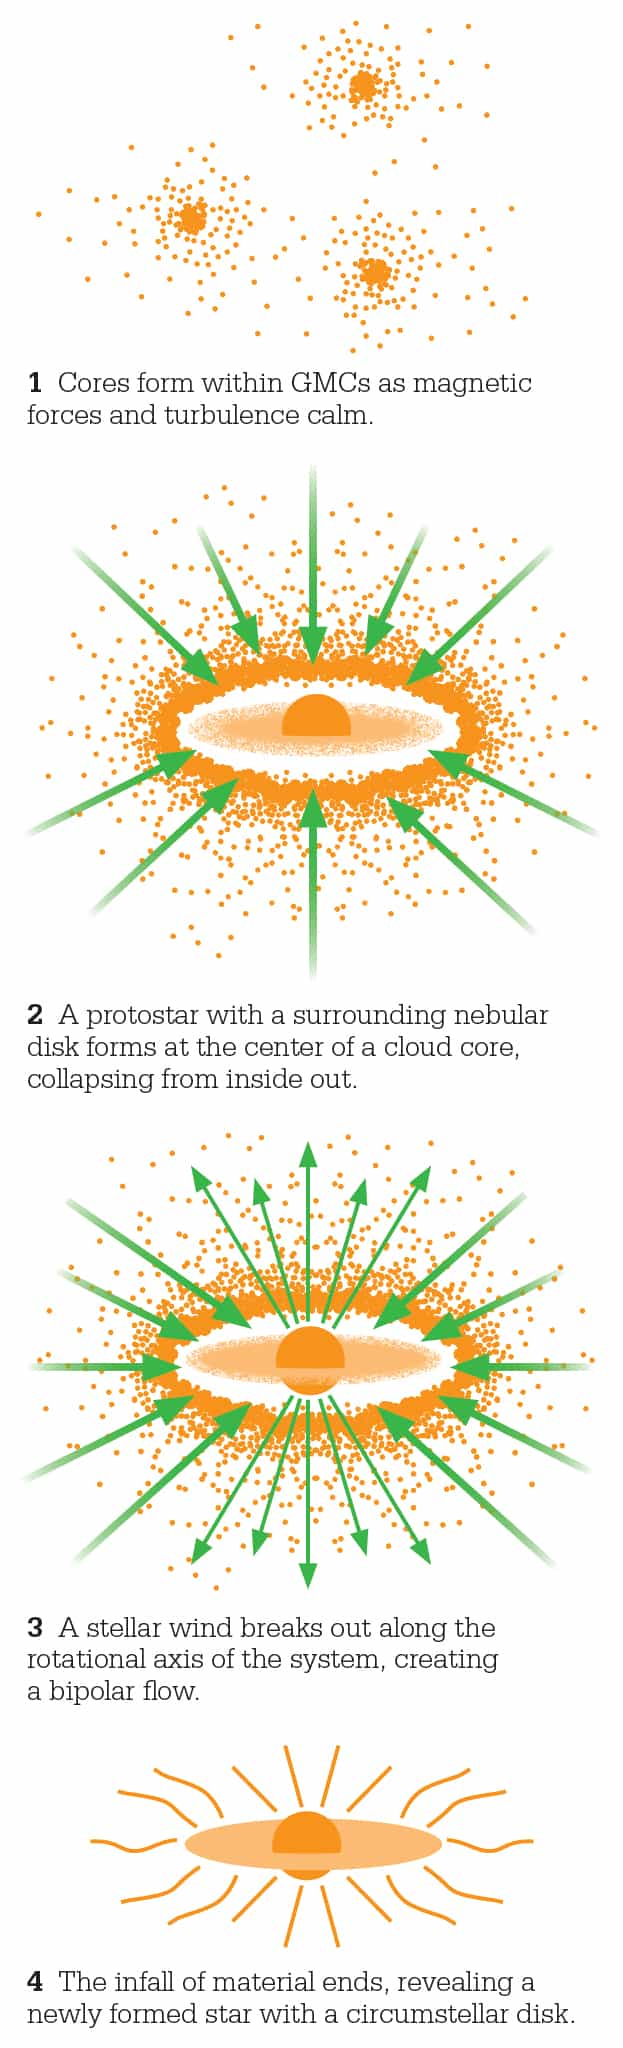 1 Cores form within GMCs as magnetic
forces and turbulence calm.
2 A protostar with a surrounding nebular
disk forms at the center of a cloud core,
collapsing from inside out.
3 A stellar wind breaks out along the
rotational axis of the system, creating
a bipolar flow.
4 The infall of material ends, revealing a
newly formed star with a circumstellar disk.